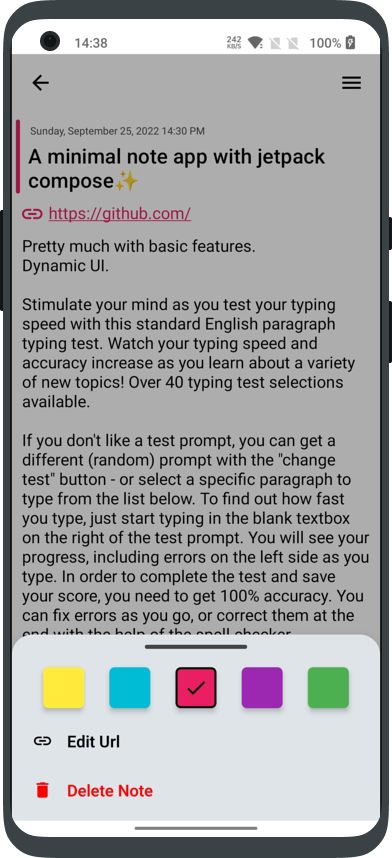 14:38
242 KB/S
100%
Sunday, September 25, 2022 14:30 PM
A minimal note app with jetpack
compose✨
https://github.com/
Pretty much with basic features.
Dynamic UI.
Stimulate your mind as you test your typing
speed with this standard English paragraph
typing test. Watch your typing speed and
accuracy increase as you learn about a variety
of new topics! Over 40 typing test selections
available.
If you don't like a test prompt, you can get a
different (random) prompt with the "change
test" button - or select a specific paragraph to
type from the list below. To find out how fast
you type, just start typing in the blank textbox
on the right of the test prompt. You will see your
progress, including errors on the left side as you
type. In order to complete the test and save
your score, you need to get 100% accuracy. You
can fix errors as you go, or correct them at the
end with the help of the spell checker.
Edit Url
Delete Note